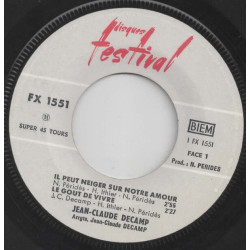 disques
festival
FX 1551
BIEM
M
1 FX 1551
SUPER 45 TOURS
FACE 1
Prod. : N. PERIDES
IL PEUT NEIGER SUR NOTRE AMOUR
N. Péridès - H. Ithier - N. Péridès 2'55
LE GOUT DE VIVRE 2'27
J.C. Decamp - H. Ithier - N. Péridès
JEAN-CLAUDE DECAMP
Arrgts. Jean-Claude DECAMP